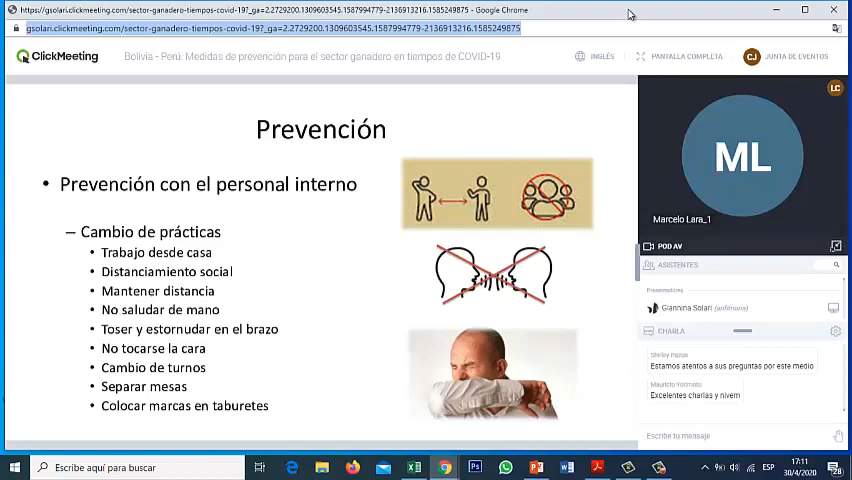 https://gsolari.clickmeeting.com/sector-ganadero-tiempos-covid-19?_ga=2.2729200.1309603545.1587994779-2136913216.1585249875 - Google Chrome
gsolari.clickmeeting.com/sector-ganadero-tiempos-covid-19?_ga=2.2729200.1309603545.1587994779-2136913216.1585249875
ClickMeeting
Bolivia - Perú: Medidas de prevención para el sector ganadero en tiempos de COVID-19
INGLÉS
PANTALLA COMPLETA
CJ
JUNTA DE EVENTOS
Prevención
• Prevención con el personal interno
– Cambio de prácticas
• Trabajo desde casa
• Distanciamiento social
• Mantener distancia
• No saludar de mano
• Toser y estornudar en el brazo
• No tocarse la cara
• Cambio de turnos
• Separar mesas
• Colocar marcas en taburetes
LC
ML
Marcelo Lara_1
POD AV
ASISTENTES
Presentadores
Giannina Solari (anfitriona)
CHARLA
Shirley Pazos
Estamos atentos a sus preguntas por este medio
Mauricio Yorimoto
Excelentes charlas y nivem
Escribe tu mensaje
Escribe aquí para buscar
ESP
17:11
30/4/2020
28